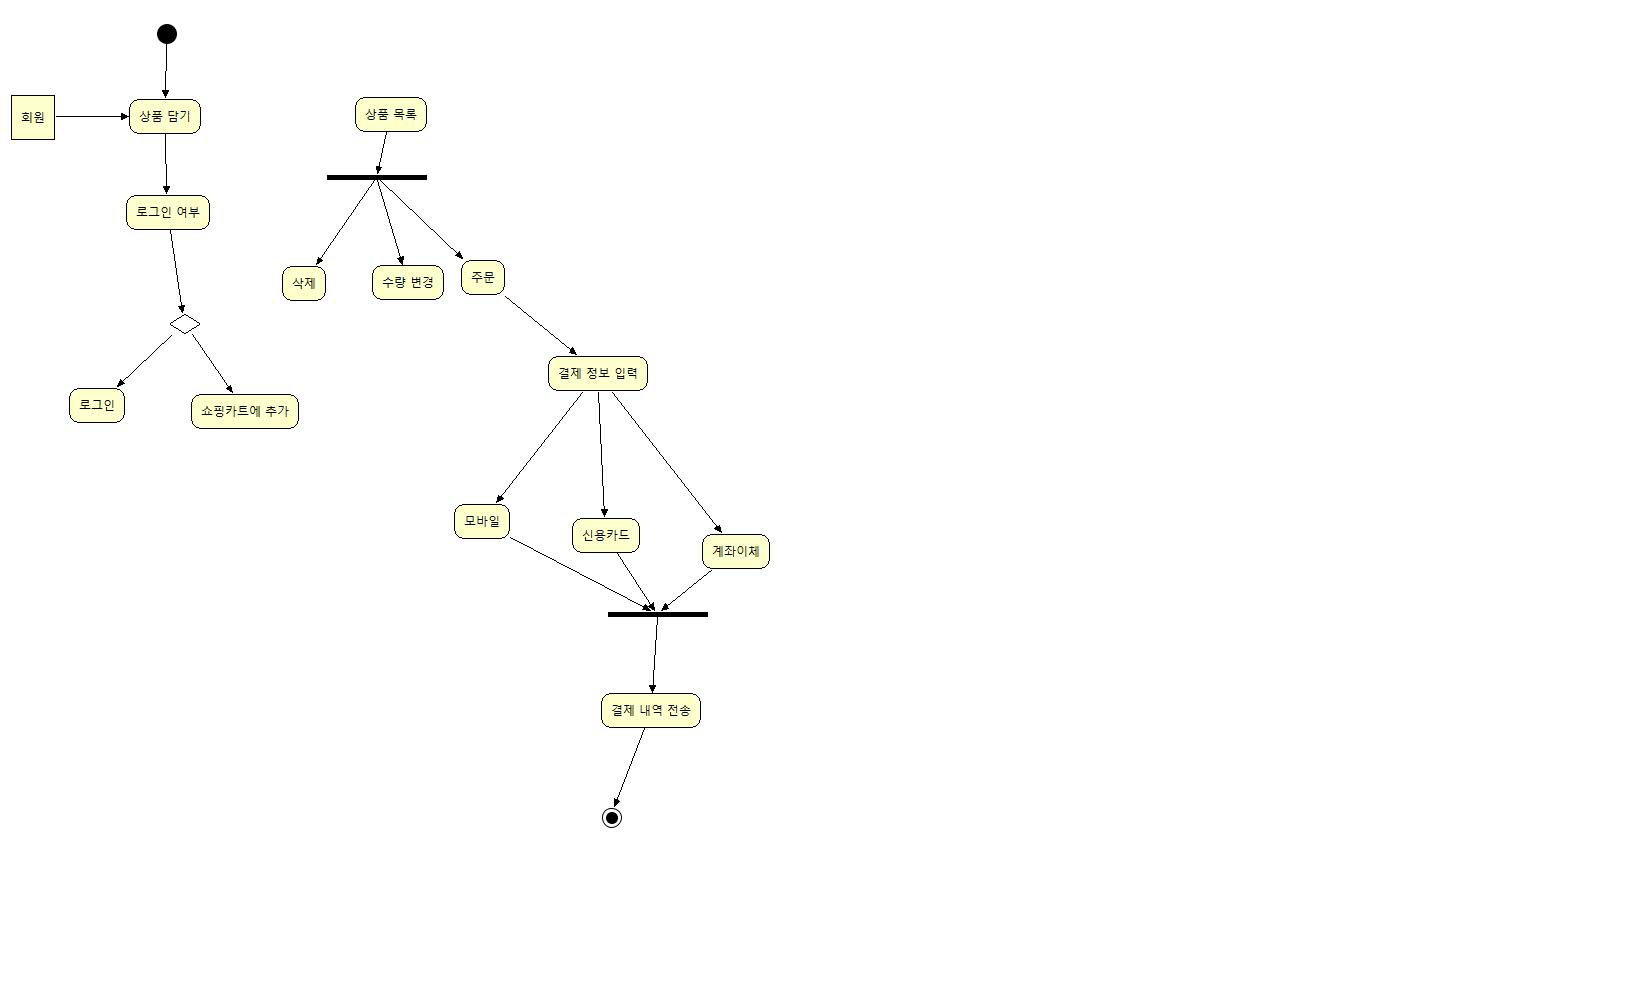 회원
상품 담기
상품 목록
로그인 여부
삭제
수량 변경
주문
결제 정보 입력
로그인
쇼핑카트에 추가
모바일
신용카드
계좌이체
결제 내역 전송